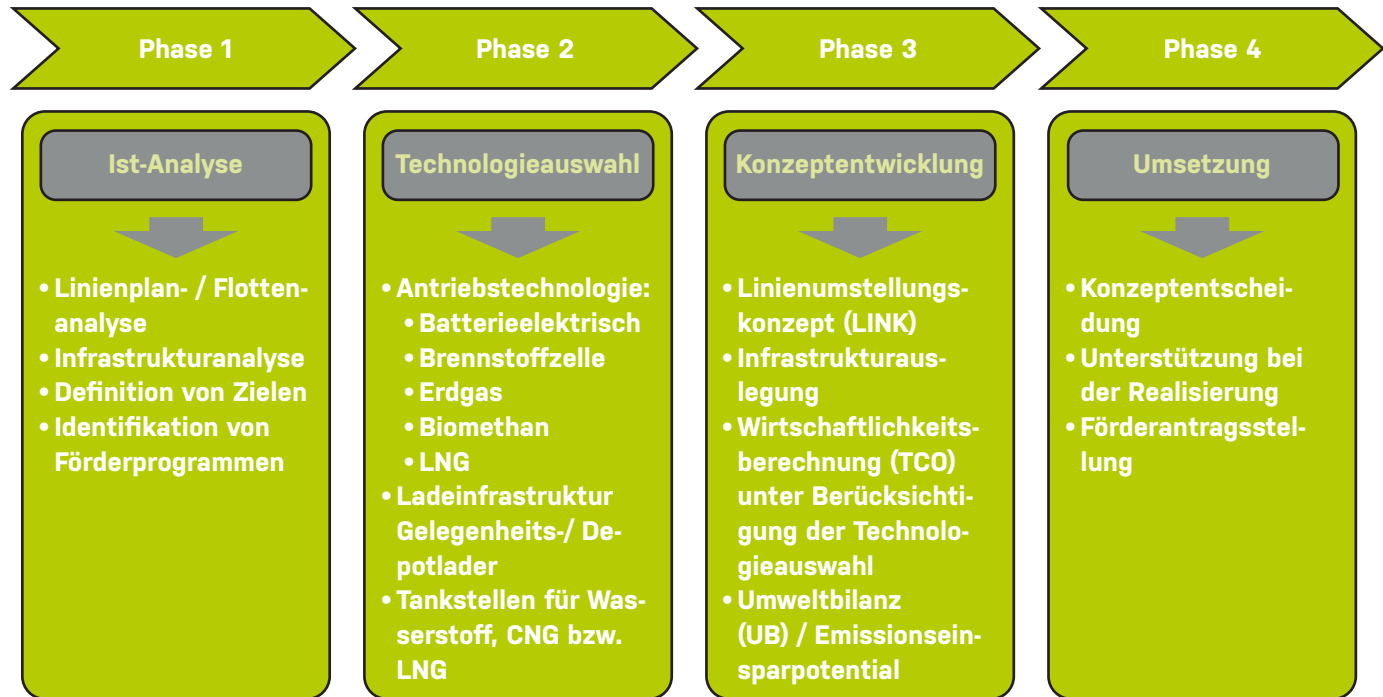 Phase 1
Phase 2
Phase 3
Phase 4
Ist-Analyse
• Linienplan- / Flotten-
analyse
• Infrastrukturanalyse
• Definition von Zielen
• Identifikation von
Förderprogrammen
Technologieauswahl
• Antriebstechnologie:
• Batterieelektrisch
• Brennstoffzelle
• Erdgas
• Biomethan
• LNG
• Ladeinfrastruktur
Gelegenheits-/ De-
potlader
• Tankstellen für Was-
serstoff, CNG bzw.
LNG
Konzeptentwicklung
• Linienumstellungs-
konzept (LINK)
• Infrastrukturaus-
legung
• Wirtschaftlichkeits-
berechnung (TCO)
unter Berücksichti-
gung der Technolo-
gieauswahl
• Umweltbilanz
(UB) / Emissionsein-
sparpotential
Umsetzung
• Konzeptentschei-
dung
• Unterstützung bei
der Realisierung
• Förderantragsstel-
lung